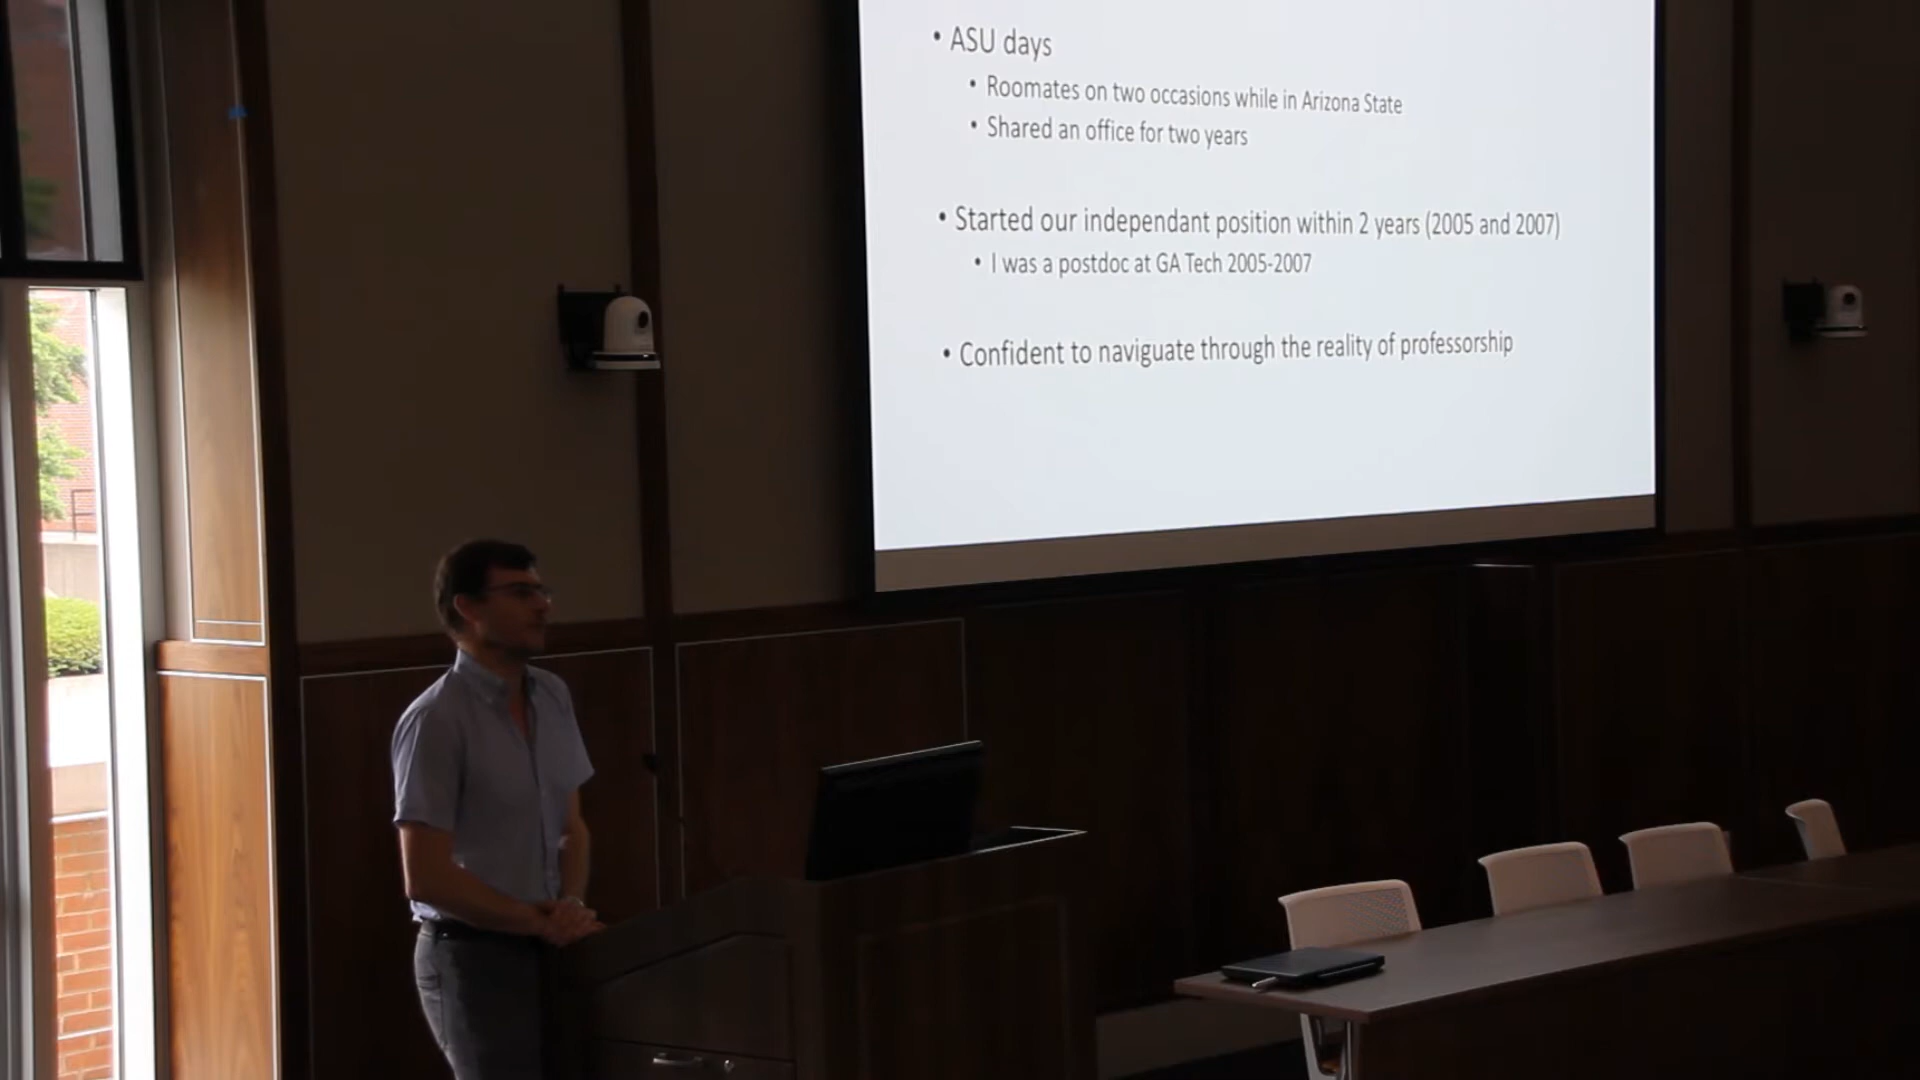 • ASU days
• Roomates on two occasions while in Arizona State
• Shared an office for two years
• Started our independant position within 2 years (2005 and 2007)
• I was a postdoc at GA Tech 2005-2007
• Confident to naviguate through the reality of professorship